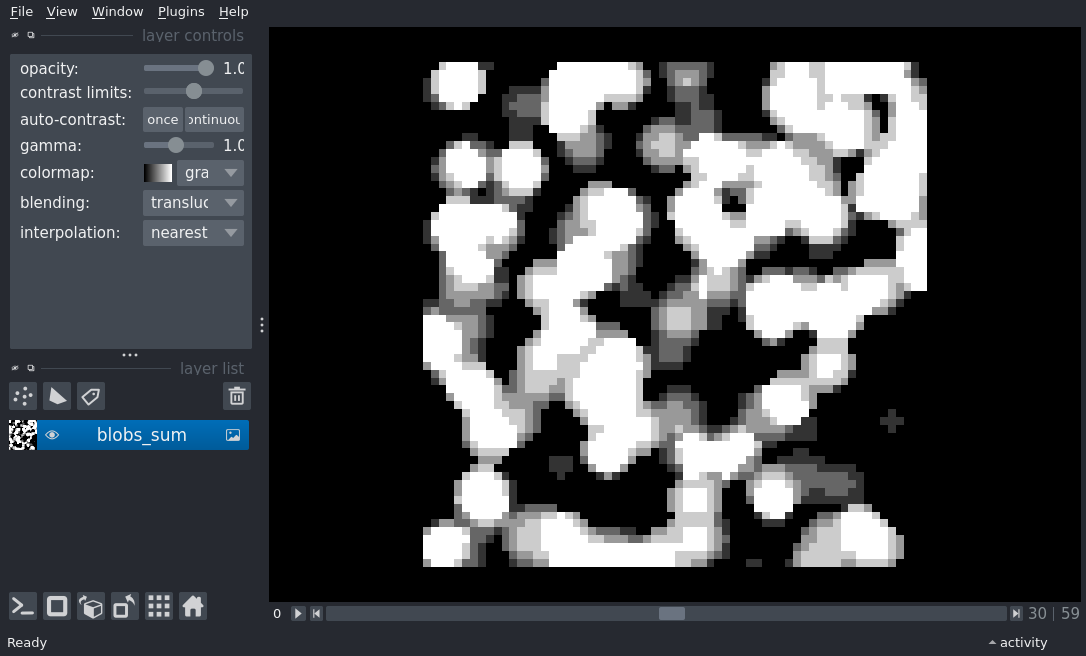 File View Window Plugins Help
layer controls
opacity: 1.0
contrast limits:
auto-contrast: once ontinuou
gamma: 1.0
colormap: gra
blending: transluc
interpolation: nearest
layer list
blobs_sum
0 30 | 59
Ready activity